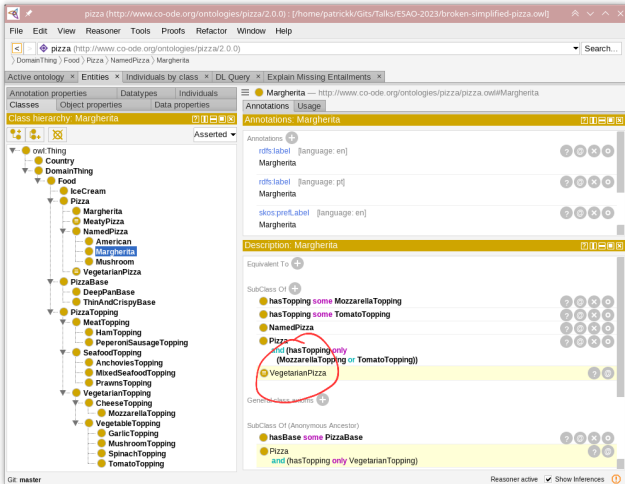 pizza (http://www.co-ode.org/ontologies/pizza/2.0.0) : [/home/patrickk/Gits/Talks/ESAO-2023/broken-simplified-pizza.owl]
File Edit View Reasoner Tools Proofs Refactor Window Help
< > pizza (http://www.co-ode.org/ontologies/pizza/2.0.0) Search...
DomainThing Food Pizza NamedPizza Margherita
Active ontology × Entities × Individuals by class × DL Query × Explain Missing Entailments ×
Annotation properties Datatypes Individuals
Classes Object properties Data properties
Class hierarchy: Margherita
Asserted
owl:Thing
Country
DomainThing
Food
IceCream
Pizza
Margherita
MeatyPizza
NamedPizza
American
Margherita
Mushroom
VegetarianPizza
PizzaBase
DeepPanBase
ThinAndCrispyBase
PizzaTopping
MeatTopping
HamTopping
PeperoniSausageTopping
SeafoodTopping
AnchoviesTopping
MixedSeafoodTopping
PrawnsTopping
VegetarianTopping
CheeseTopping
MozzarellaTopping
VegetableTopping
GarlicTopping
MushroomTopping
SpinachTopping
TomatoTopping
Git: master
Margherita — http://www.co-ode.org/ontologies/pizza/pizza.owl#Margherita
Annotations Usage
Annotations: Margherita
Annotations
rdfs:label [language: en]
Margherita
rdfs:label [language: pt]
Margherita
skos:prefLabel [language: en]
Margherita
Description: Margherita
Equivalent To
SubClass Of
hasTopping some MozzarellaTopping
hasTopping some TomatoTopping
NamedPizza
Pizza
and (hasTopping only
(MozzarellaTopping or TomatoTopping))
VegetarianPizza
General class axioms
SubClass Of (Anonymous Ancestor)
hasBase some PizzaBase
Pizza
and (hasTopping only VegetarianTopping)
Reasoner active Show Inferences